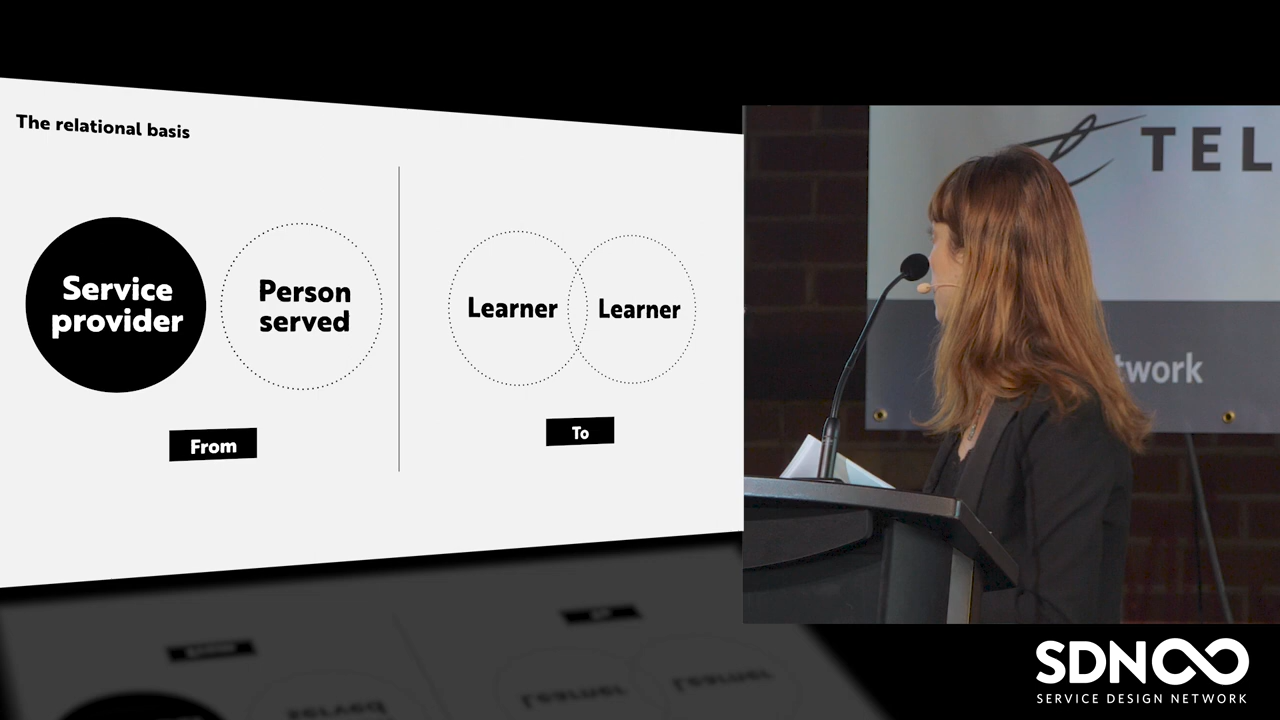 The relational basis
Service
provider
Person
served
From
Learner
Learner
To
TEL
twork
SDN
SERVICE DESIGN NETWORK